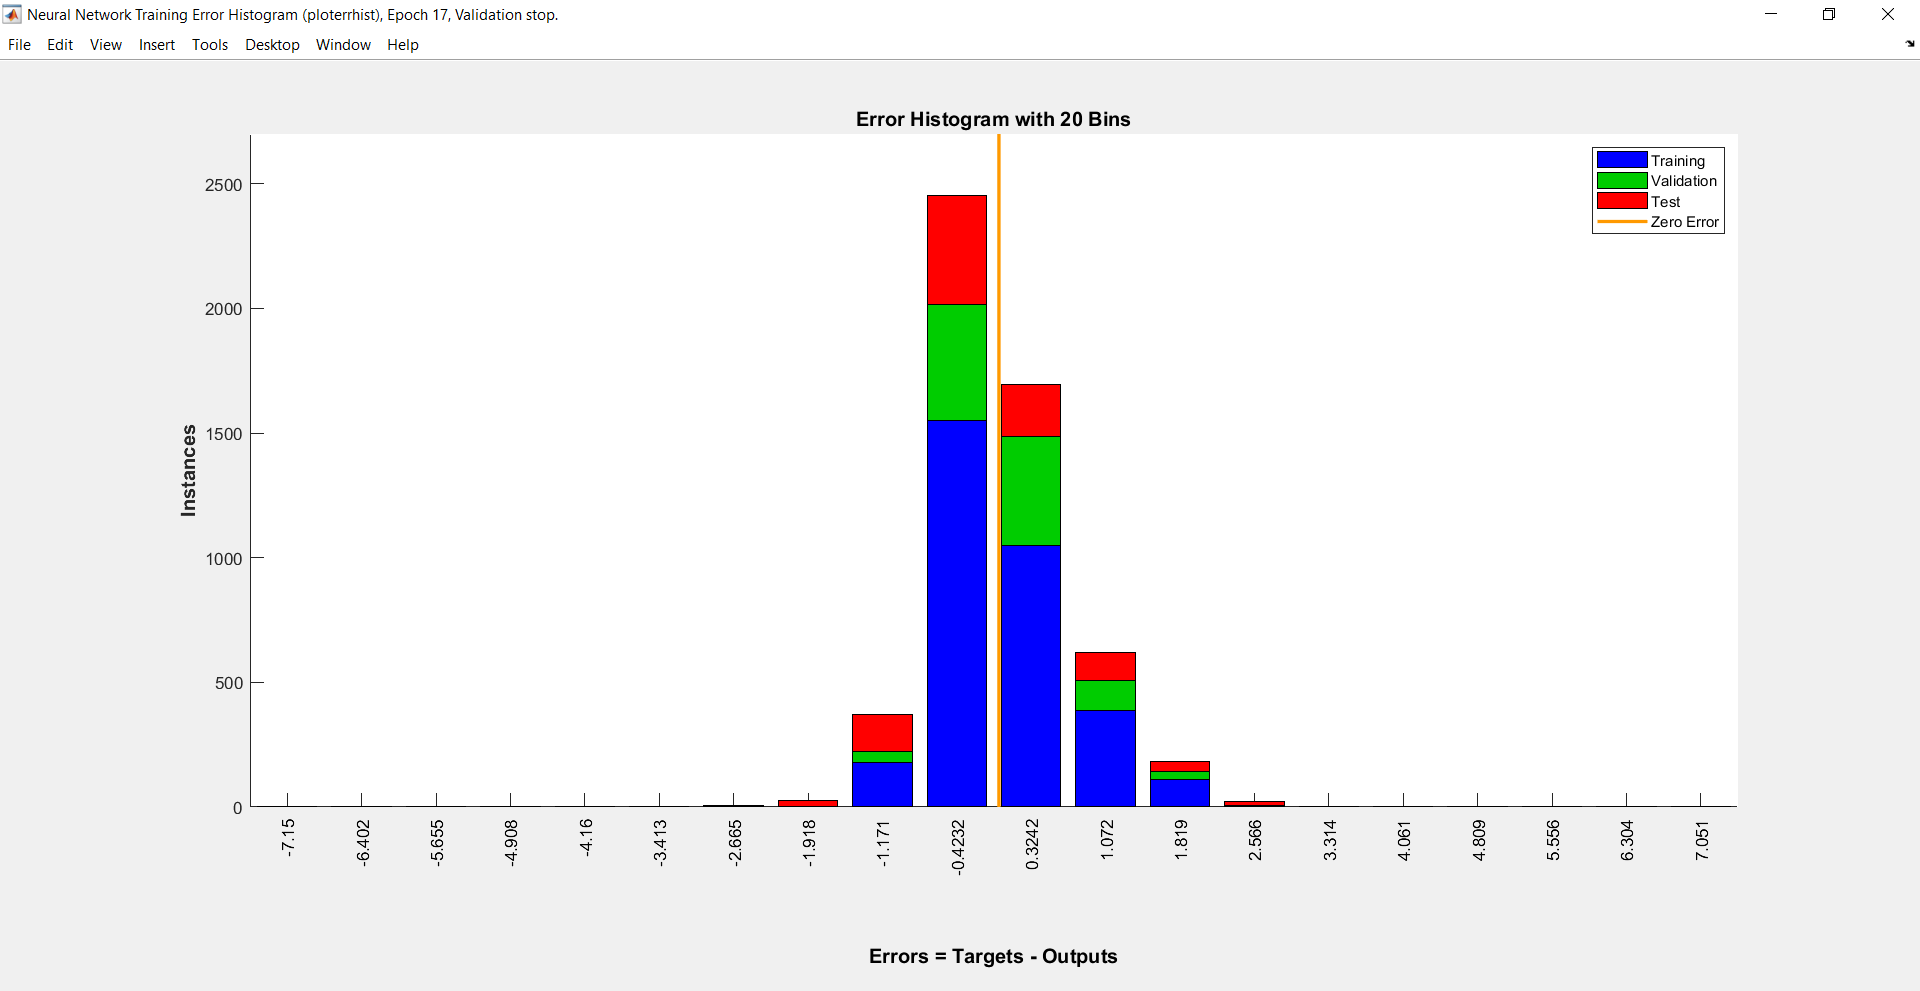 Neural Network Training Error Histogram (ploterrhist), Epoch 17, Validation stop.
File Edit View Insert Tools Desktop Window Help
Error Histogram with 20 Bins
Training
Validation
Test
Zero Error
2500
2000
1500
1000
500
0
Instances
-7.15 -6.402 -5.655 -4.908 -4.16 -3.413 -2.665 -1.918 -1.171 -0.4232 0.3242 1.072 1.819 2.566 3.314 4.061 4.809 5.556 6.304 7.051
Errors = Targets - Outputs